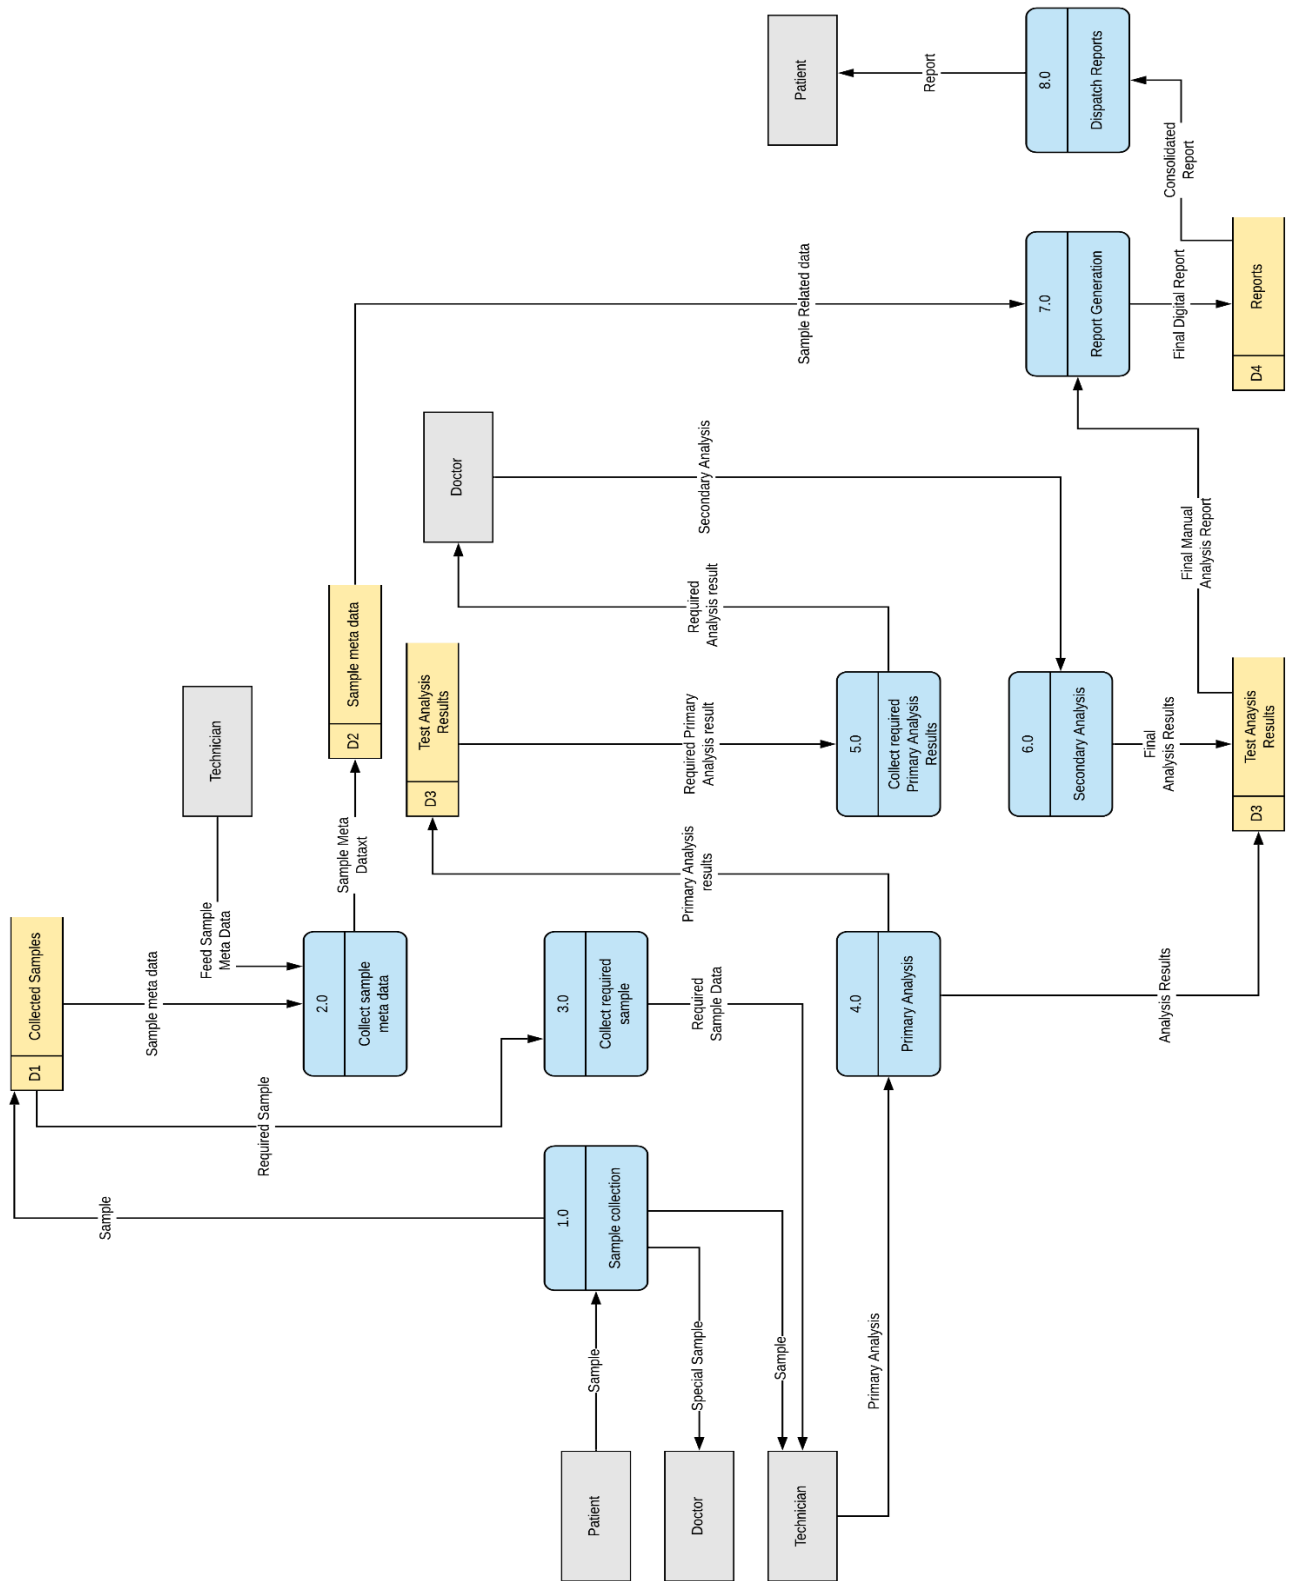 D1
Collected Samples
Sample
Sample meta data
Feed Sample
Meta Data
Technician
Required Sample
2.0
Collect sample
meta data
Sample Meta
Dataxt
D2
Sample meta data
D3
Test Analysis
Results
Doctor
1.0
Sample collection
3.0
Collect required
sample
Patient
Sample
Doctor
Special Sample
Required
Sample Data
Primary Analysis
results
Required Primary
Analysis result
Required
Analysis result
Secondary Analysis
Technician
Sample
Sample Related data
Patient
4.0
Primary Analysis
5.0
Collect required
Primary Analysis
Results
Primary Analysis
Report
6.0
Secondary Analysis
7.0
Report Generation
8.0
Dispatch Reports
Analysis Results
Final
Analysis Results
Final Manual
Analysis Report
Final Digital Report
Consolidated
Report
D3
Test Anaysis
Results
D4
Reports